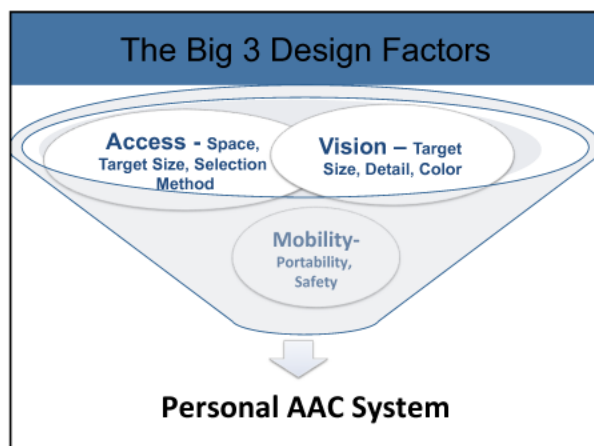 The Big 3 Design Factors
Access - Space,
Target Size, Selection
Method
Vision – Target
Size, Detail, Color
Mobility-
Portability,
Safety
Personal AAC System